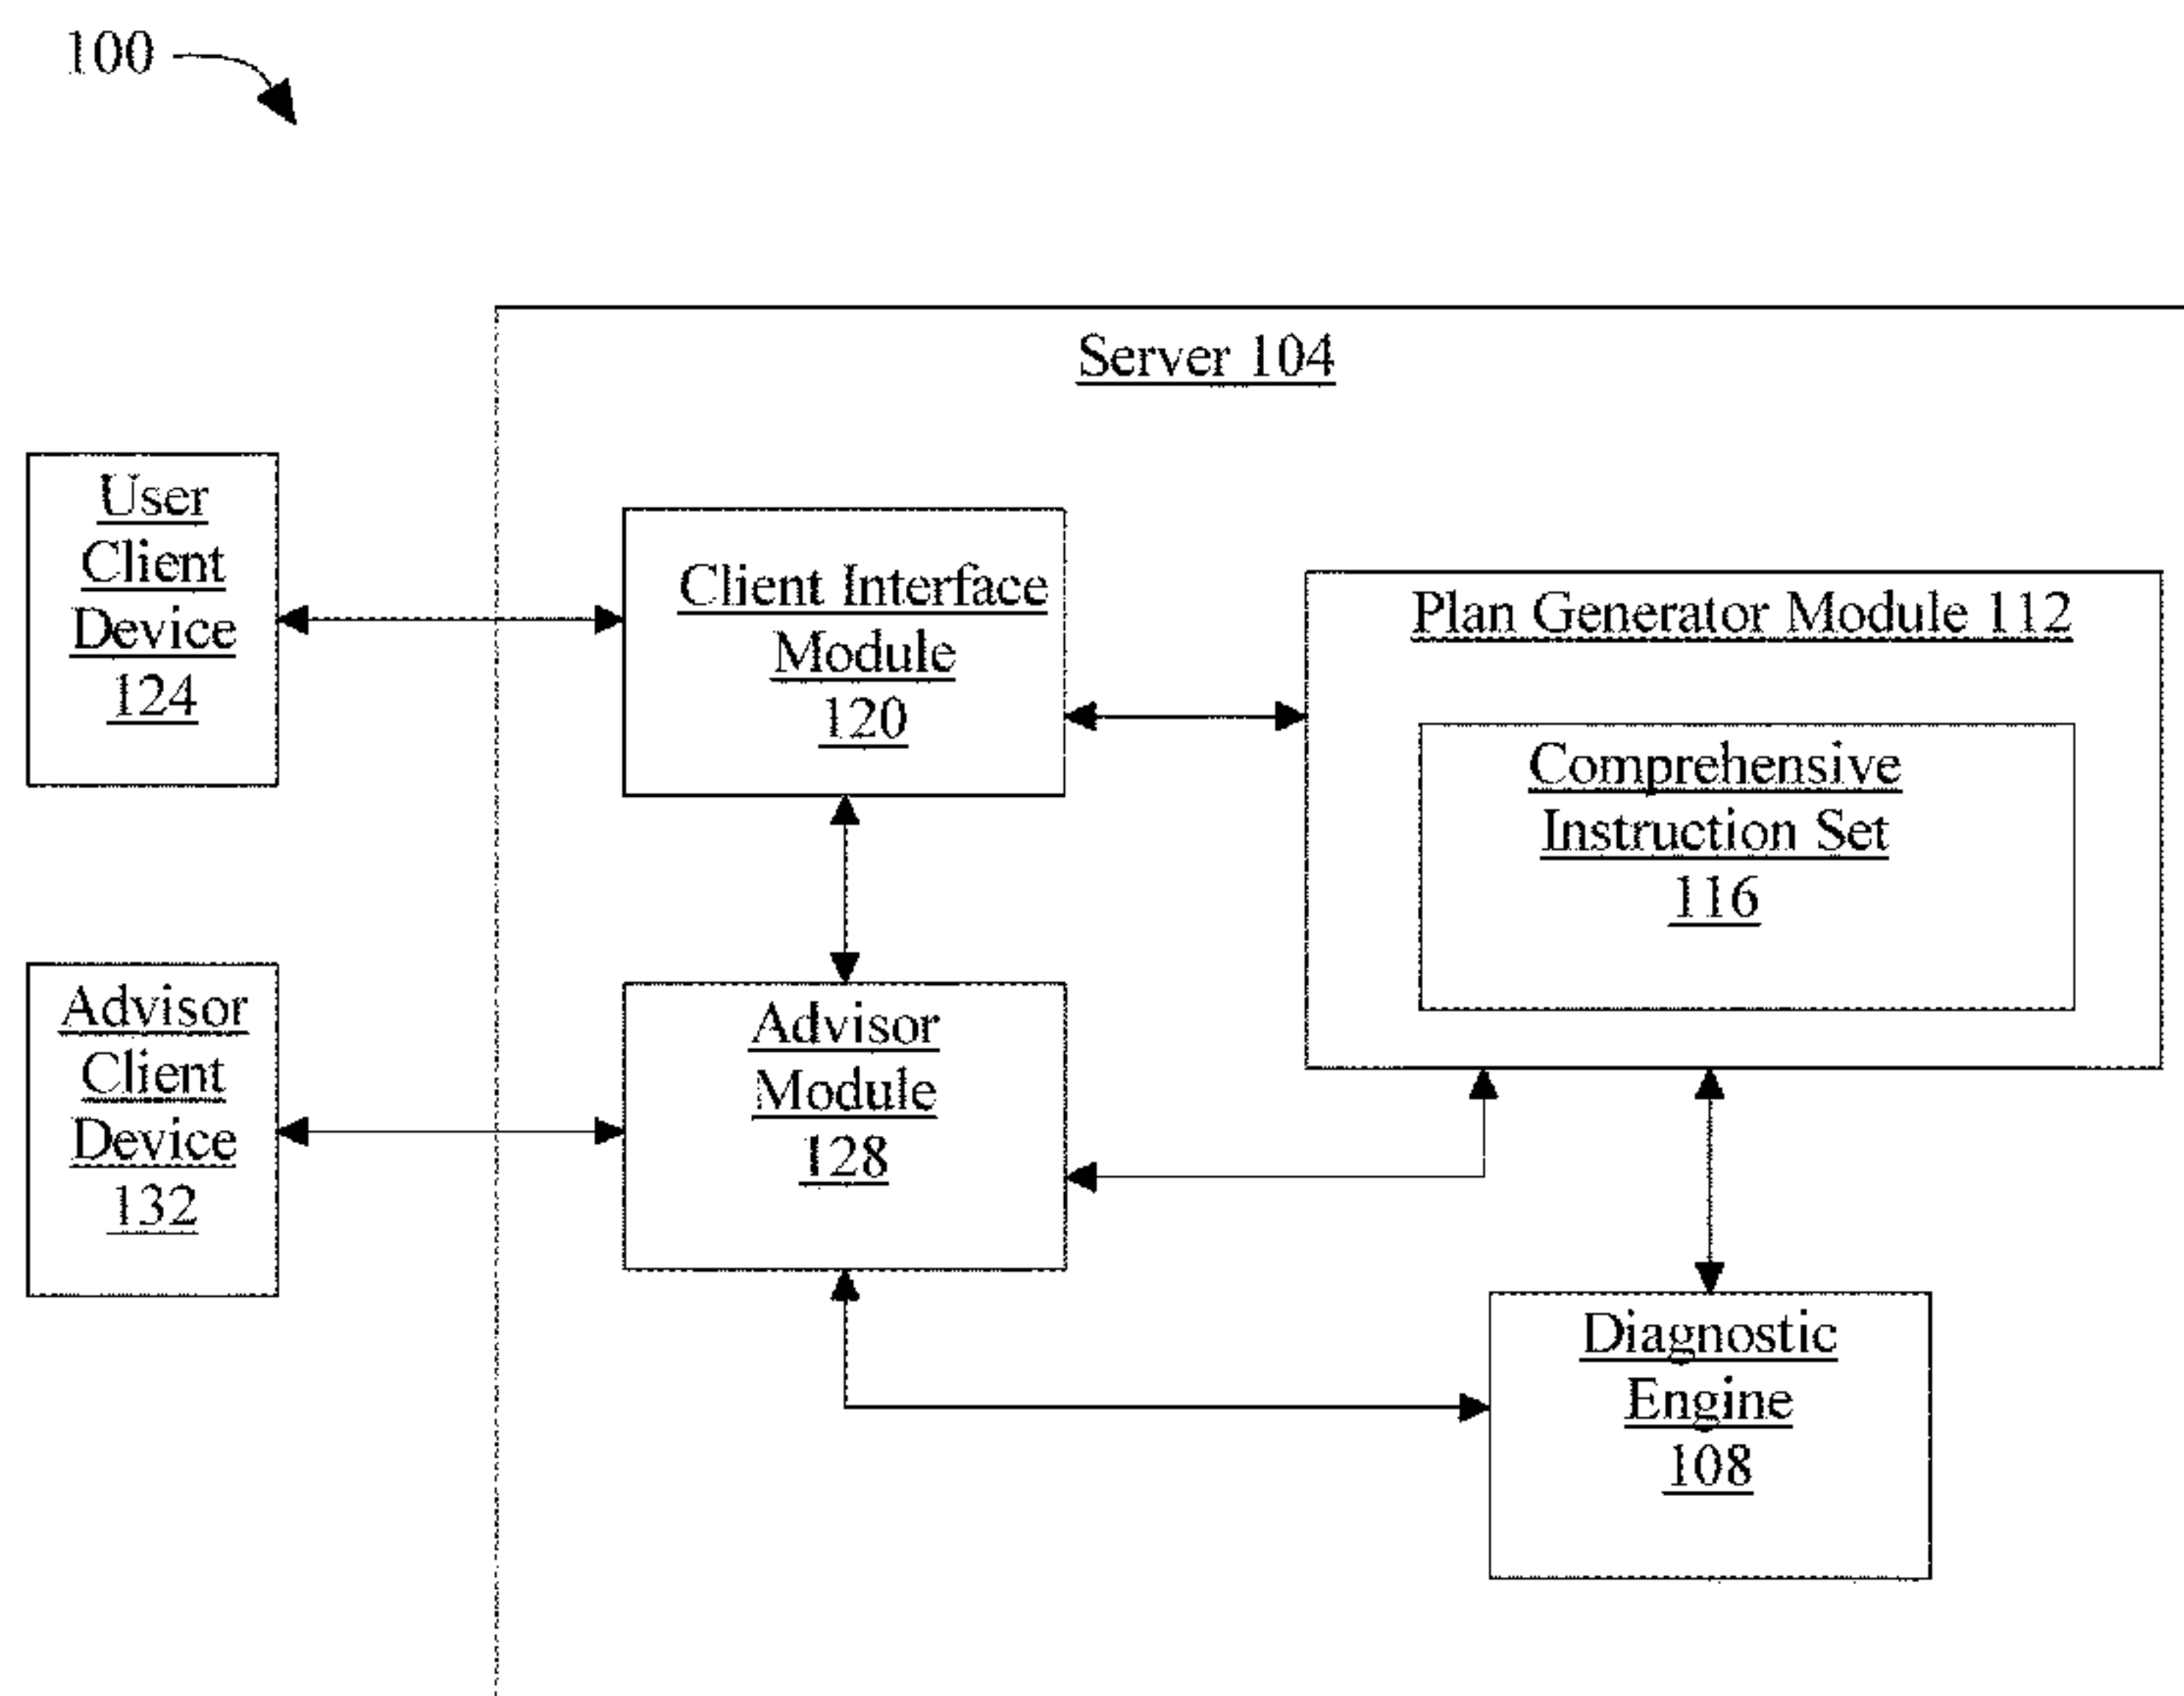 100
Server 104
User
Client
Device
124
Client Interface
Module
120
Plan Generator Module 112
Comprehensive
Instruction Set
116
Advisor
Client
Device
132
Advisor
Module
128
Diagnostic
Engine
108